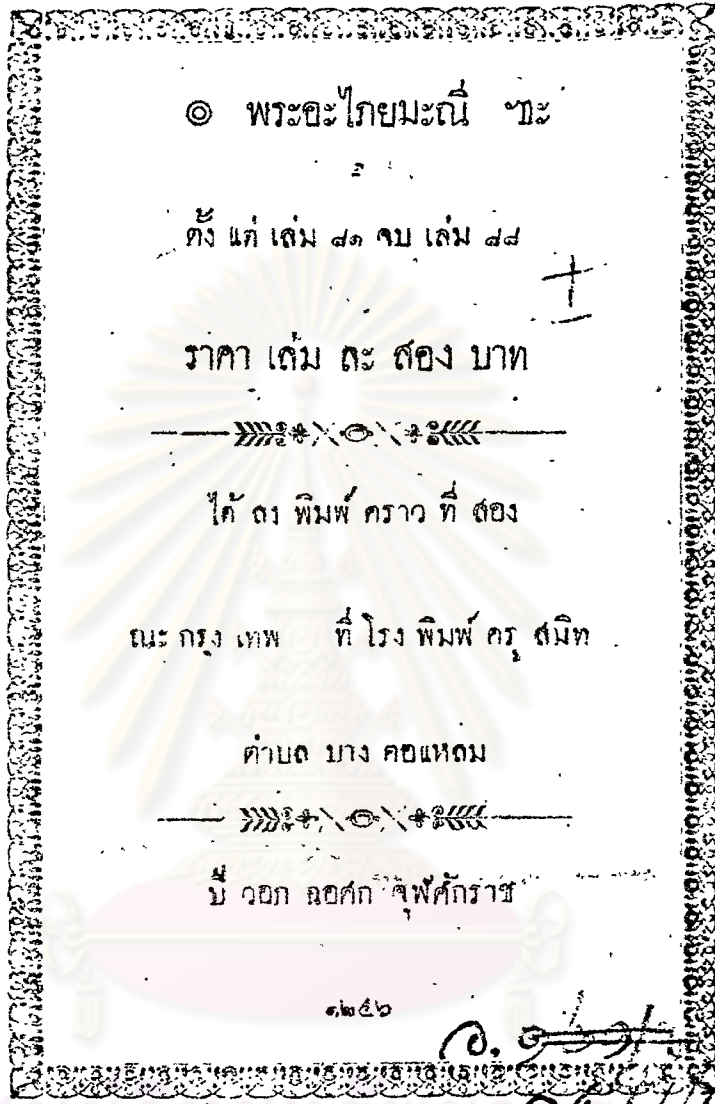 ◎ พระอะไภยมะณี ฯะ
ตั้ง แต่ เล่ม ๘๑ จบ เล่ม ๘๘
ราคา เล่ม ละ สอง บาท
ได้ ลง พิมพ์ คราว ที่ สอง
ณะ กรุง เทพ ที่ โรง พิมพ์ ครู สมิท
ตำบล บาง คอแหลม
ปี วอก ฉอศก จุฬศักราช
๑๒๔๖